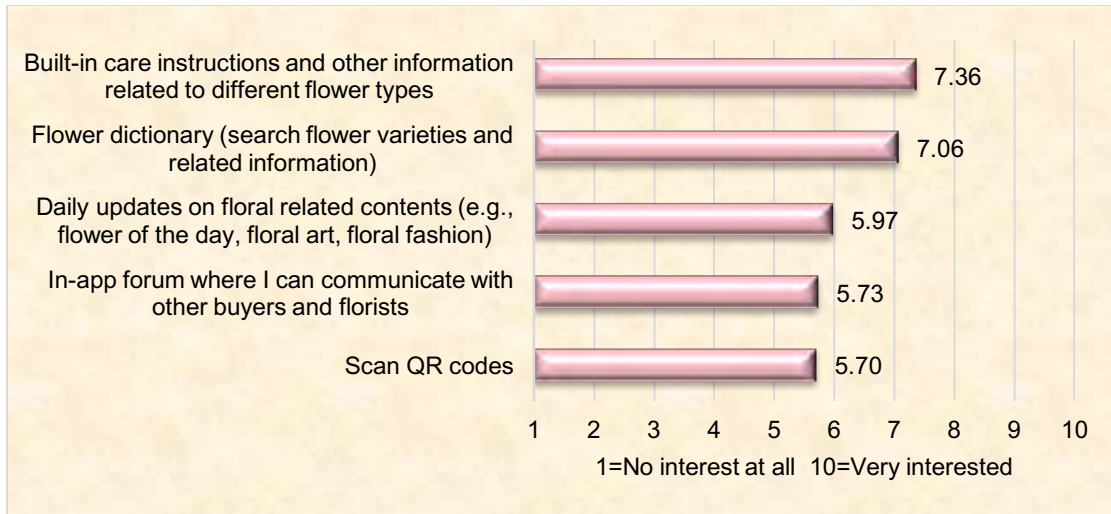 Built-in care instructions and other information
related to different flower types
7.36
Flower dictionary (search flower varieties and
related information)
7.06
Daily updates on floral related contents (e.g.,
flower of the day, floral art, floral fashion)
5.97
In-app forum where I can communicate with
other buyers and florists
5.73
Scan QR codes
5.70
1 2 3 4 5 6 7 8 9 10
1=No interest at all 10=Very interested